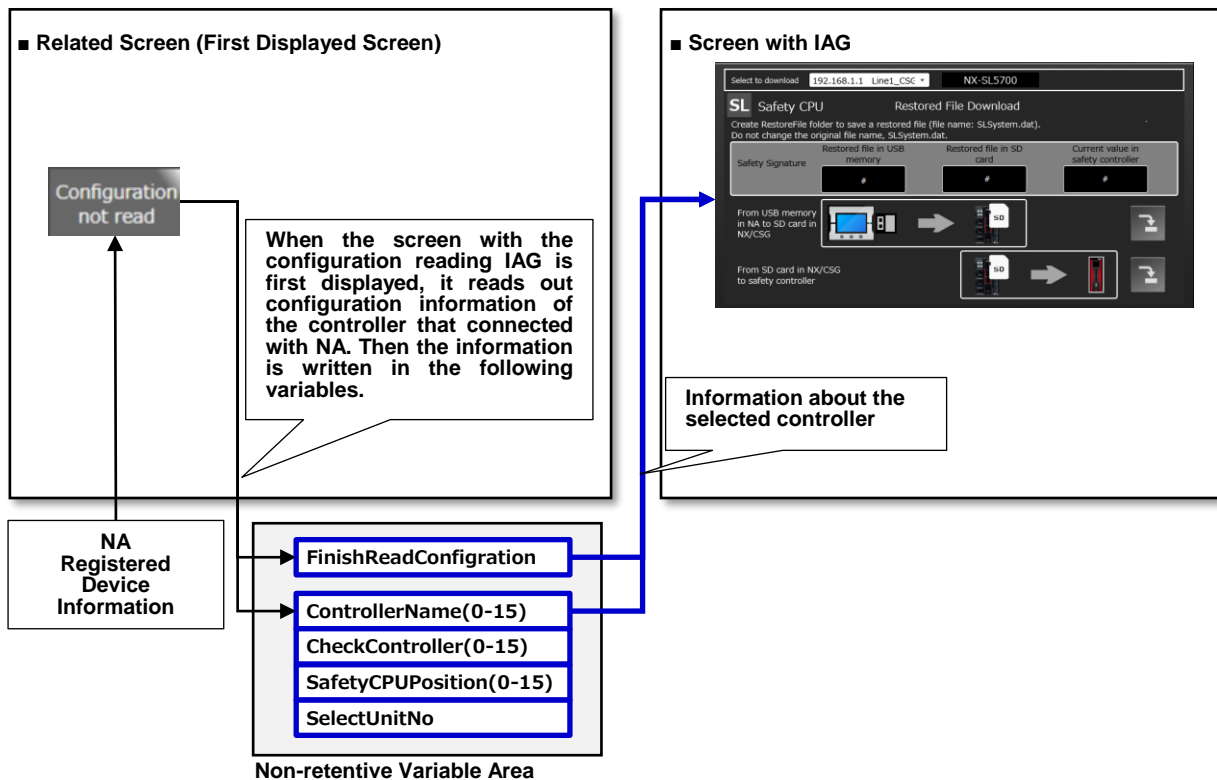 ■ Related Screen (First Displayed Screen)
Configuration
not read
When the screen with the
configuration reading IAG is
first displayed, it reads out
configuration information of
the controller that connected
with NA. Then the information
is written in the following
variables.
NA
Registered
Device
Information
FinishReadConfigration
ControllerName(0-15)
CheckController(0-15)
SafetyCPUPosition(0-15)
SelectUnitNo
Non-retentive Variable Area
■ Screen with IAG
Select to download 192.168.1.1 Line1_CSG NX-SL5700
SL Safety CPU Restored File Download
Create RestoreFile folder to save a restored file (file name: SLSystem.dat).
Do not change the original file name, SLSystem.dat.
Safety Signature
Restored file in USB
memory
#
Restored file in SD
card
#
Current value in
safety controller
#
From USB memory
in NA to SD card in
NX/CSG
SD
From SD card in NX/CSG
to safety controller
SD
Information about the
selected controller